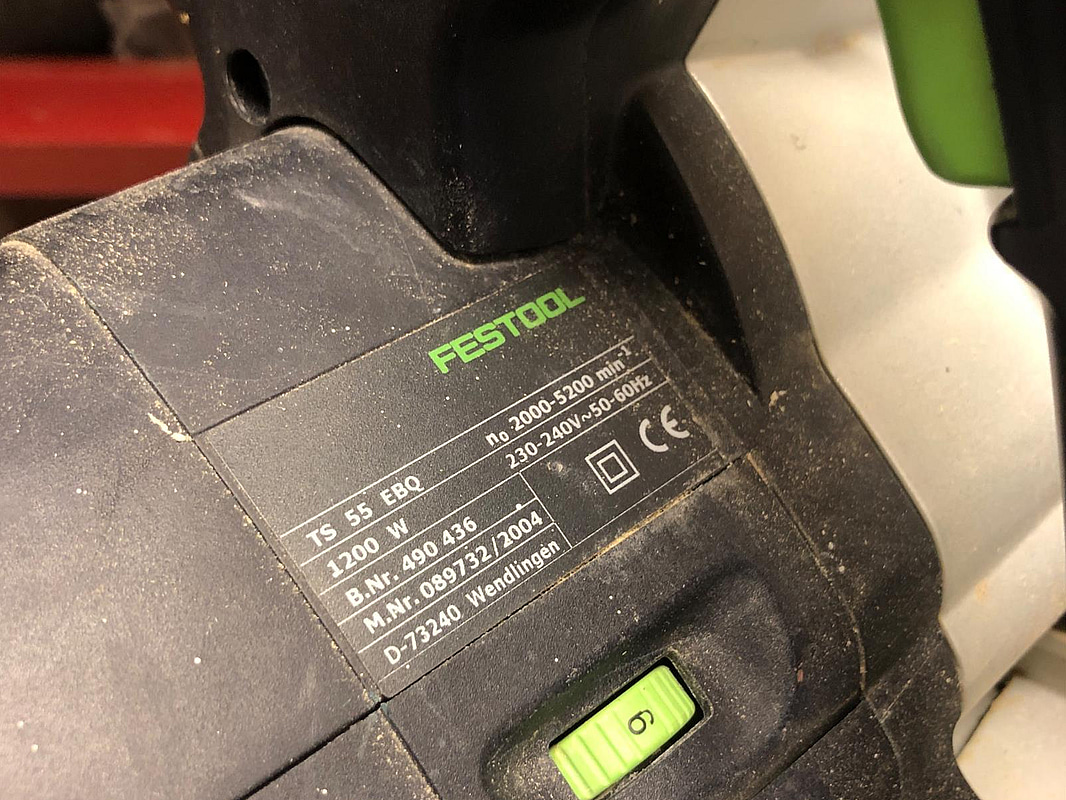 FESTOOL
TS 55 EBQ n₀ 2000-5200 min⁻¹
1200 W 230-240V~50-60Hz
B.Nr. 490 436
M.Nr. 089732/2004
D-73240 Wendlingen
CE
6